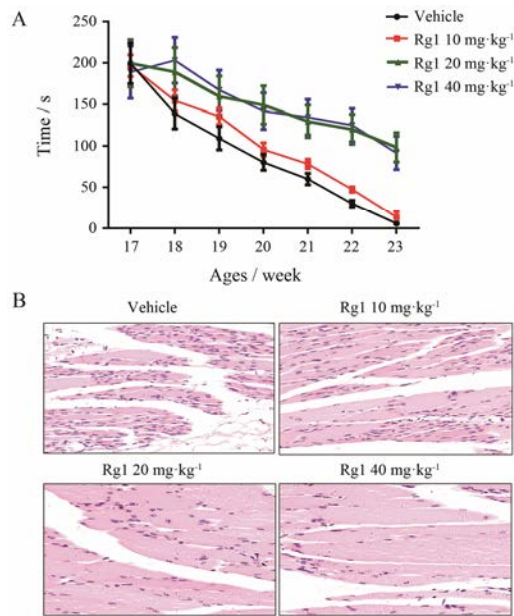 A
Vehicle
Rg1 10 mg·kg⁻¹
Rg1 20 mg·kg⁻¹
Rg1 40 mg·kg⁻¹
250
200
150
100
50
0
Time / s
17 18 19 20 21 22 23
Ages / week
B
Vehicle Rg1 10 mg·kg⁻¹
Rg1 20 mg·kg⁻¹ Rg1 40 mg·kg⁻¹